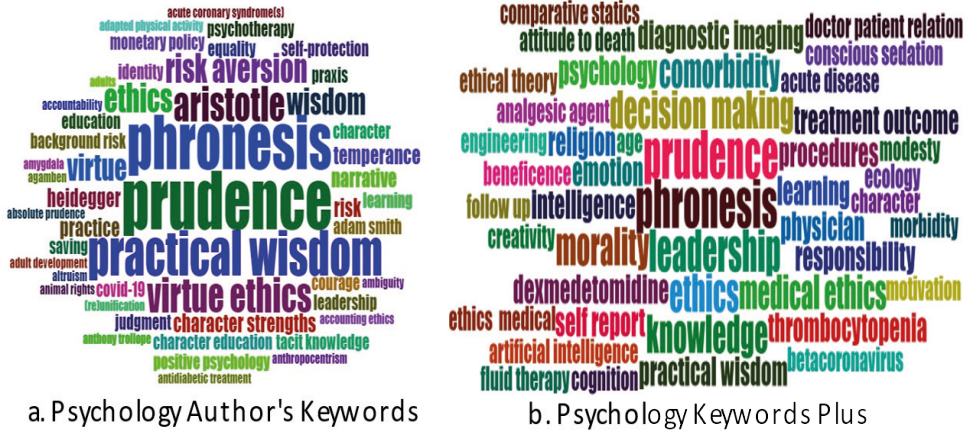 acute coronary syndrome(s)
adapted physical activity psychotherapy
monetary policy equality self-protection
identity risk aversion praxis
adults
accountability ethics aristotle wisdom
education
background risk phronesis character
amygdala virtue temperance
agamben
heidegger prudence narrative
learning
absolute prudence risk
practice adam smith
saving
adult development practical wisdom
altruism
animal rights covid-19 virtue ethics courage ambiguity
(re)unification leadership
judgment character strengths accounting ethics
anthony trollope character education tacit knowledge
positive psychology anthropocentrism
antidiabetic treatment
a. Psychology Author's Keywords
comparative statics
attitude to death diagnostic imaging doctor patient relation
conscious sedation
ethical theory psychology comorbidity acute disease
analgesic agent decision making treatment outcome
engineering religion age prudence procedures modesty
beneficence emotion ecology
follow up intelligence phronesis learning character
creativity morality leadership physician morbidity
responsibility
dexmedetomidine ethics medical ethics motivation
ethics medical self report knowledge thrombocytopenia
artificial intelligence betacoronavirus
fluid therapy cognition practical wisdom
b. Psychology Keywords Plus